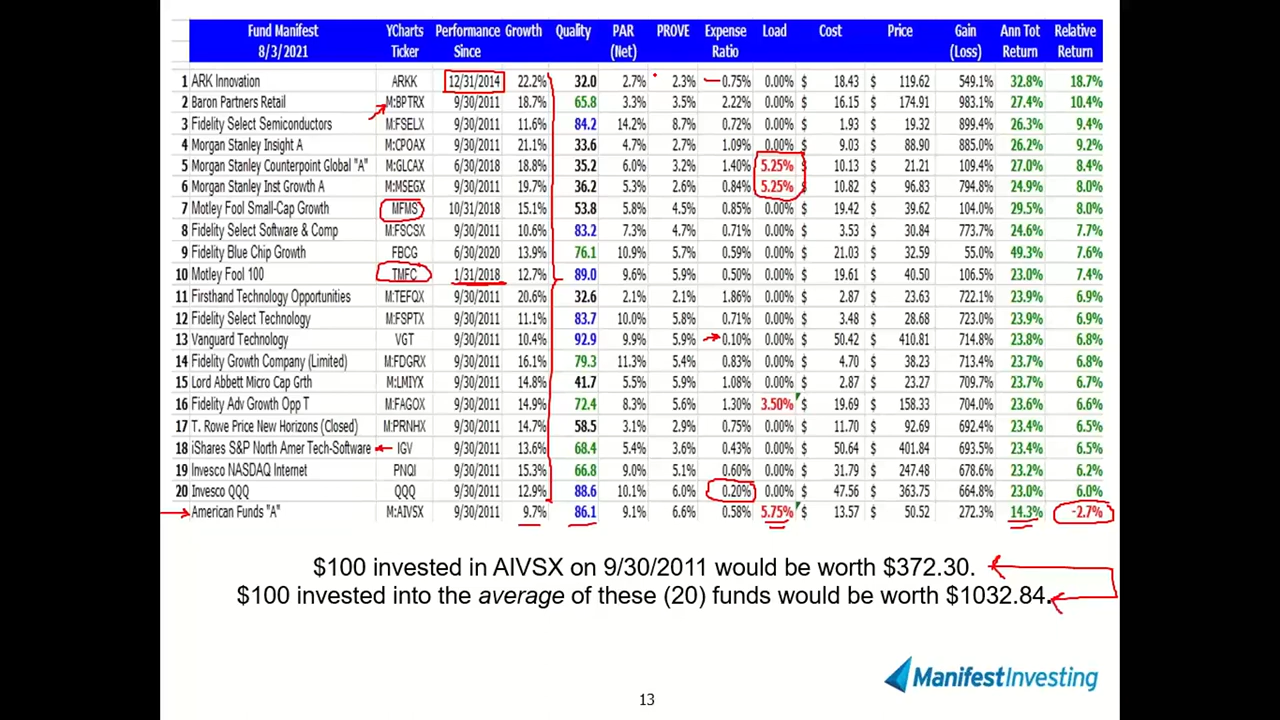 Fund Manifest YCharts Performance Growth Quality PAR PROVE Expense Load Cost Price Gain Ann Tot Relative
8/3/2021 Ticker Since (Net) Ratio (Loss) Return Return
1 ARK Innovation ARKK 12/31/2014 22.2% 32.0 2.7% 2.3% 0.75% 0.00% $ 18.43 $ 119.62 549.1% 32.8% 18.7%
2 Baron Partners Retail M:BPTRX 9/30/2011 18.7% 65.8 3.3% 3.5% 2.22% 0.00% $ 16.15 $ 174.91 983.1% 27.4% 10.4%
3 Fidelity Select Semiconductors M:FSELX 9/30/2011 11.6% 84.2 14.2% 8.7% 0.72% 0.00% $ 1.93 $ 19.32 899.4% 26.3% 9.4%
4 Morgan Stanley Insight A M:CPOAX 9/30/2011 21.1% 33.6 4.7% 2.7% 1.09% 0.00% $ 9.03 $ 88.90 885.0% 26.2% 9.2%
5 Morgan Stanley Counterpoint Global "A" M:GLCAX 6/30/2018 18.8% 35.2 6.0% 3.2% 1.40% 5.25% $ 10.13 $ 21.21 109.4% 27.0% 8.4%
6 Morgan Stanley Inst Growth A M:MSEGX 9/30/2011 19.7% 36.2 5.3% 2.6% 0.84% 5.25% $ 10.82 $ 96.83 794.8% 24.9% 8.0%
7 Motley Fool Small-Cap Growth MFMS 10/31/2018 15.1% 53.8 5.8% 4.5% 0.85% 0.00% $ 19.42 $ 39.62 104.0% 29.5% 8.0%
8 Fidelity Select Software & Comp M:FSCSX 9/30/2011 10.6% 83.2 7.3% 4.7% 0.71% 0.00% $ 3.53 $ 30.84 773.7% 24.6% 7.7%
9 Fidelity Blue Chip Growth FBCG 6/30/2020 13.9% 76.1 10.9% 5.7% 0.59% 0.00% $ 21.03 $ 32.59 55.0% 49.3% 7.6%
10 Motley Fool 100 TMFC 1/31/2018 12.7% 89.0 9.6% 5.9% 0.50% 0.00% $ 19.61 $ 40.50 106.5% 23.0% 7.4%
11 Firsthand Technology Opportunities M:TEFQX 9/30/2011 20.6% 32.6 2.1% 2.1% 1.86% 0.00% $ 2.87 $ 23.63 722.1% 23.9% 6.9%
12 Fidelity Select Technology M:FSPTX 9/30/2011 11.1% 83.7 10.0% 5.8% 0.71% 0.00% $ 3.48 $ 28.68 723.0% 23.9% 6.9%
13 Vanguard Technology VGT 9/30/2011 10.4% 92.9 9.9% 5.9% 0.10% 0.00% $ 50.42 $ 410.81 714.8% 23.8% 6.8%
14 Fidelity Growth Company (Limited) M:FDGRX 9/30/2011 16.1% 79.3 11.3% 5.4% 0.83% 0.00% $ 4.70 $ 38.23 713.4% 23.7% 6.8%
15 Lord Abbett Micro Cap Grth M:LMIYX 9/30/2011 14.8% 41.7 5.5% 5.9% 1.08% 0.00% $ 2.87 $ 23.27 709.7% 23.7% 6.7%
16 Fidelity Adv Growth Opp T M:FAGOX 9/30/2011 14.9% 72.4 8.3% 5.6% 1.30% 3.50% $ 19.69 $ 158.33 704.0% 23.6% 6.6%
17 T. Rowe Price New Horizons (Closed) M:PRNHX 9/30/2011 14.7% 58.5 3.1% 2.9% 0.75% 0.00% $ 11.70 $ 92.69 692.4% 23.4% 6.5%
18 iShares S&P North Amer Tech-Software IGV 9/30/2011 13.6% 68.4 5.4% 3.6% 0.43% 0.00% $ 50.64 $ 401.84 693.5% 23.4% 6.5%
19 Invesco NASDAQ Internet PNQI 9/30/2011 15.3% 66.8 9.0% 5.1% 0.60% 0.00% $ 31.79 $ 247.48 678.6% 23.2% 6.2%
20 Invesco QQQ QQQ 9/30/2011 12.9% 88.6 10.1% 6.0% 0.20% 0.00% $ 47.56 $ 363.75 664.8% 23.0% 6.0%
American Funds "A" M:AIVSX 9/30/2011 9.7% 86.1 9.1% 6.6% 0.58% 5.75% $ 13.57 $ 50.52 272.3% 14.3% -2.7%
$100 invested in AIVSX on 9/30/2011 would be worth $372.30.
$100 invested into the average of these (20) funds would be worth $1032.84.
ManifestInvesting
13